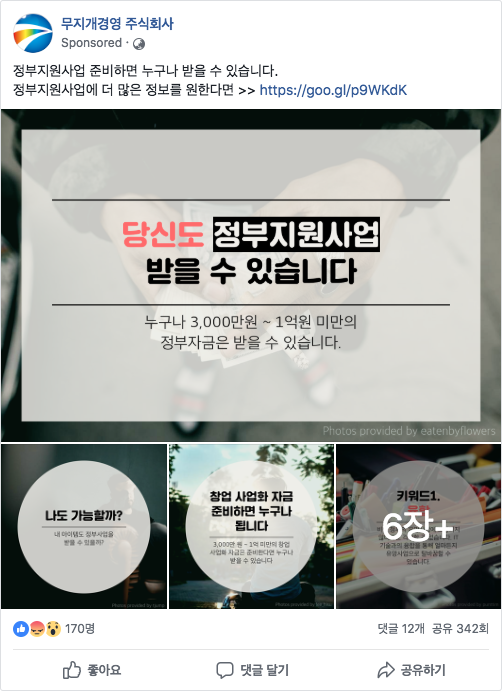 무지개경영 주식회사
Sponsored ·
정부지원사업 준비하면 누구나 받을 수 있습니다.
정부지원사업에 더 많은 정보를 원한다면 >> https://goo.gl/p9WKdK
당신도 정부지원사업
받을 수 있습니다
누구나 3,000만원 ~ 1억원 미만의
정부자금은 받을 수 있습니다.
Photos provided by eatenbyflowers
나도 가능할까?
내 아이템도 정부사업을
받을 수 있을까?
창업 사업화 자금
준비하면 누구나
됩니다
3,000만 원 ~ 1억 미만의 창업
사업화 자금은 준비한다면 누구나
가능합니다
키워드1.
6장+
있습니다.
170명
댓글 12개 공유 342회
좋아요
댓글 달기
공유하기